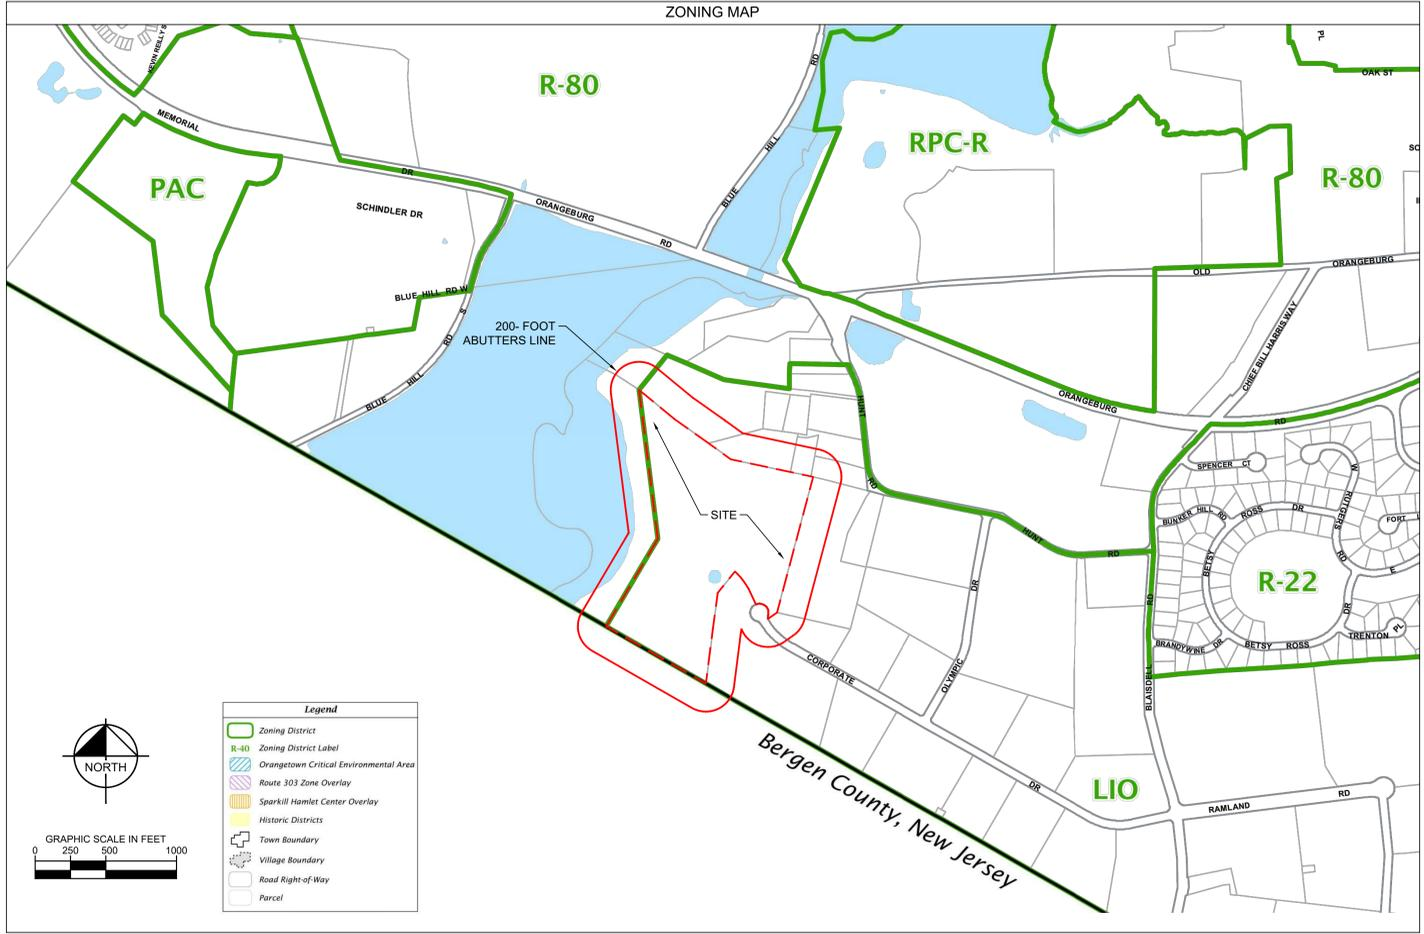 ZONING MAP
KEVIN REILLY S
MEMORIAL
DR
PAC
SCHINDLER DR
R-80
BLUE
HILL
RD
ORANGEBURG
RD
RPC-R
PL
OAK ST
SO
R-80
OLD
ORANGEBURG
BLUE HILL RD W
BLUE
HILL
RD
S
200- FOOT
ABUTTERS LINE
CHIEF BILL HARRIS WAY
ORANGEBURG
RD
HUNT
RD
SITE
HUNT
RD
SPENCER CT
BUNKER HILL RD
ROSS
DR
W
RUTGERS
RD
FORT
E
BETSY
R-22
DR
BETSY ROSS
TRENTON PL
BRANDYWINE DR
RD
BLAISDELL
DR
OLYMPIC
CORPORATE
DR
LIO
RAMLAND
RD
Bergen County, New Jersey
NORTH
GRAPHIC SCALE IN FEET
0 250 500 1000
Legend
Zoning District
R-40 Zoning District Label
Orangetown Critical Environmental Area
Route 303 Zone Overlay
Sparkill Hamlet Center Overlay
Historic Districts
Town Boundary
Village Boundary
Road Right-of-Way
Parcel